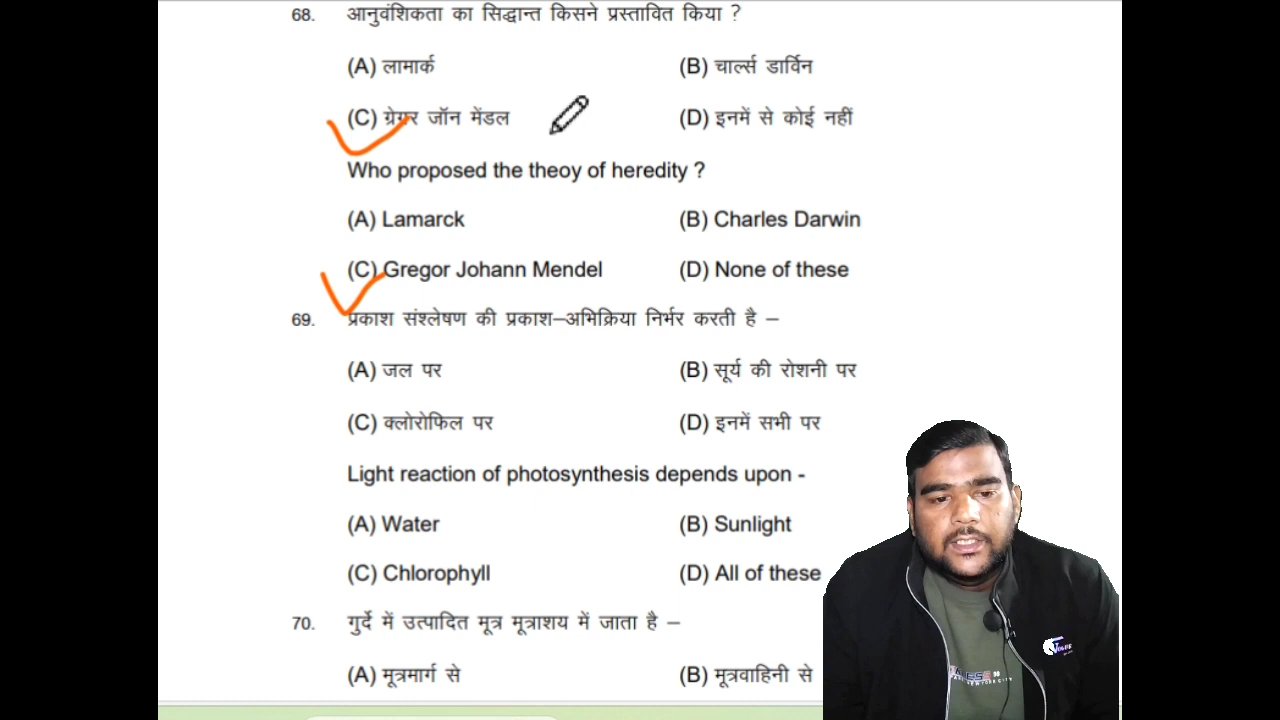 68. आनुवंशिकता का सिद्धान्त किसने प्रस्तावित किया ?
(A) लामार्क (B) चार्ल्स डार्विन
(C) ग्रेगर जॉन मेंडल (D) इनमें से कोई नहीं
Who proposed the theoy of heredity ?
(A) Lamarck (B) Charles Darwin
(C) Gregor Johann Mendel (D) None of these
69. प्रकाश संश्लेषण की प्रकाश–अभिक्रिया निर्भर करती है –
(A) जल पर (B) सूर्य की रोशनी पर
(C) क्लोरोफिल पर (D) इनमें सभी पर
Light reaction of photosynthesis depends upon -
(A) Water (B) Sunlight
(C) Chlorophyll (D) All of these
70. गुर्दे में उत्पादित मूत्र मूत्राशय में जाता है –
(A) मूत्रमार्ग से (B) मूत्रवाहिनी से